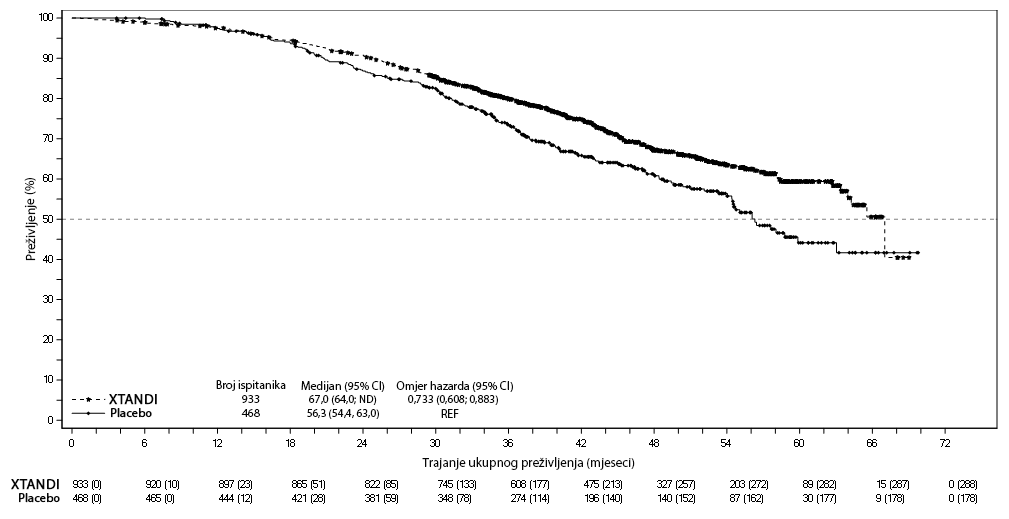 100
90
80
70
60
50
40
30
20
10
0
Preživljenje (%)
Broj ispitanika Medijan (95% CI) Omjer hazarda (95% CI)
XTANDI 933 67,0 (64,0; ND) 0,733 (0,608; 0,883)
Placebo 468 56,3 (54,4, 63,0) REF
0 6 12 18 24 30 36 42 48 54 60 66 72
Trajanje ukupnog preživljenja (mjeseci)
XTANDI 933 (0) 920 (10) 897 (23) 865 (51) 822 (85) 745 (133) 608 (177) 475 (213) 327 (257) 203 (272) 89 (282) 15 (287) 0 (288)
Placebo 468 (0) 465 (0) 444 (12) 421 (28) 381 (59) 348 (78) 274 (114) 196 (140) 140 (152) 87 (162) 30 (177) 9 (178) 0 (178)